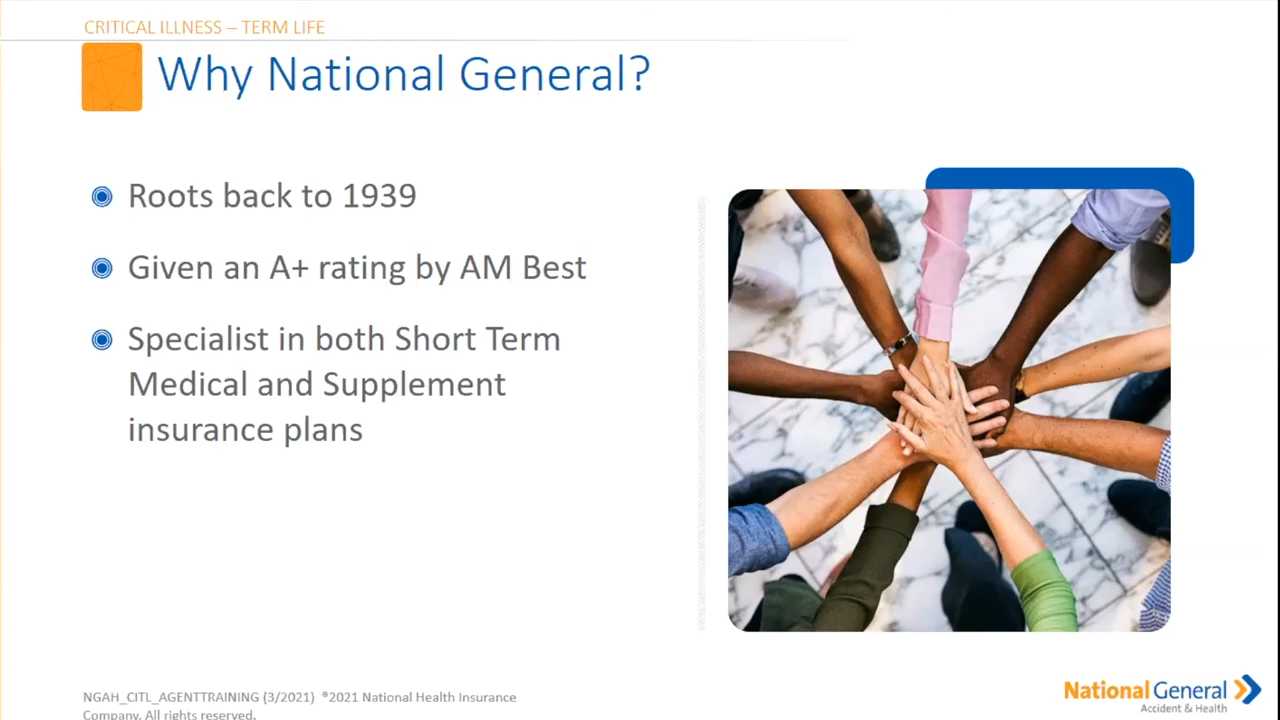 CRITICAL ILLNESS – TERM LIFE
Why National General?
Roots back to 1939
Given an A+ rating by AM Best
Specialist in both Short Term
Medical and Supplement
insurance plans
NGAH_CITL_AGENTTRAINING (3/2021) ®2021 National Health Insurance
Company. All rights reserved.
National General
Accident & Health